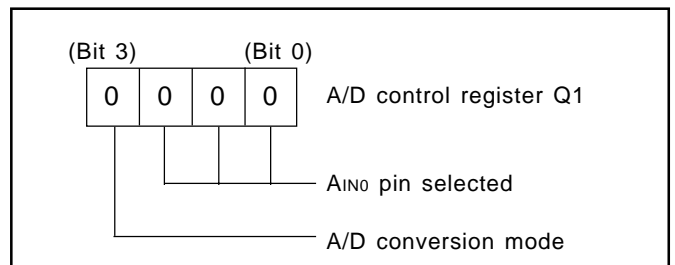 (Bit 3) (Bit 0)
0 0 0 0 A/D control register Q1
AIN0 pin selected
A/D conversion mode